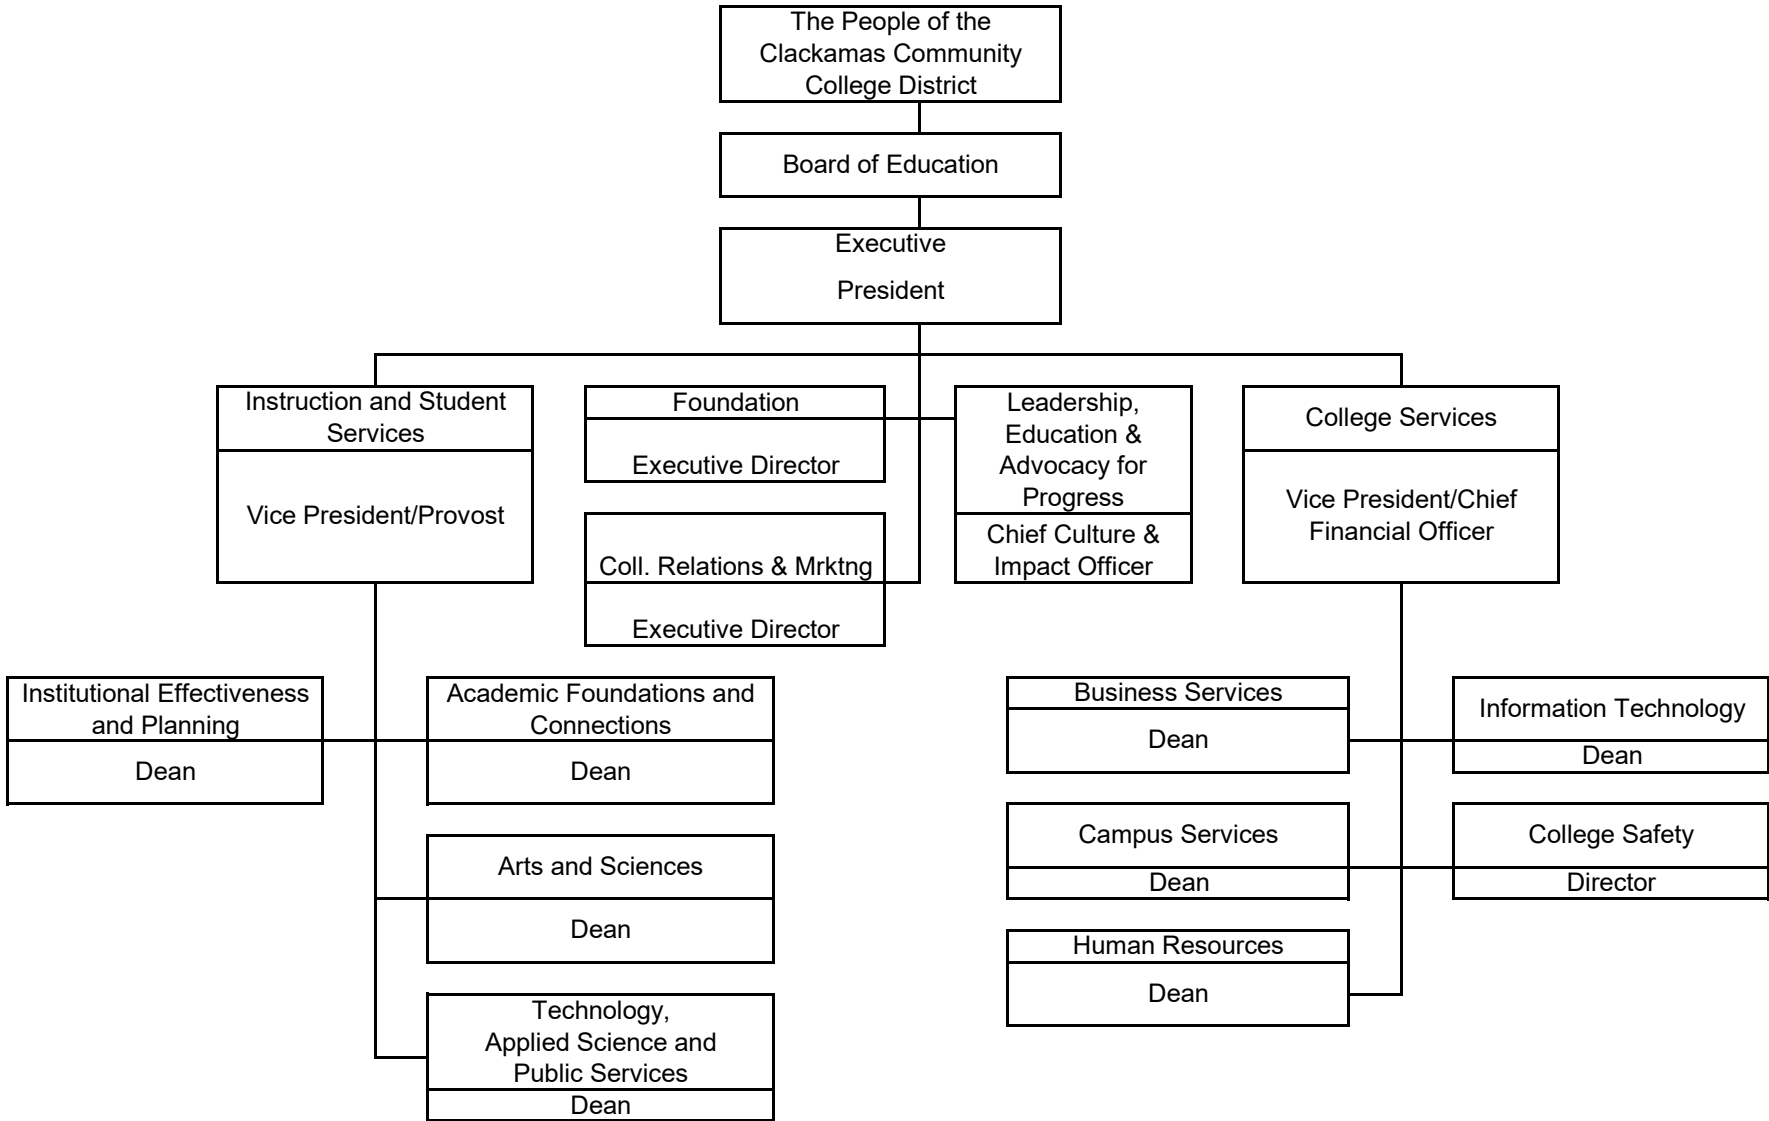 The People of the
Clackamas Community
College District
Board of Education
Executive
President
Instruction and Student
Services
Vice President/Provost
Foundation
Executive Director
Coll. Relations & Mrktng
Executive Director
Leadership,
Education &
Advocacy for
Progress
Chief Culture &
Impact Officer
College Services
Vice President/Chief
Financial Officer
Institutional Effectiveness
and Planning
Dean
Academic Foundations and
Connections
Dean
Arts and Sciences
Dean
Technology,
Applied Science and
Public Services
Dean
Business Services
Dean
Information Technology
Dean
Campus Services
Dean
College Safety
Director
Human Resources
Dean